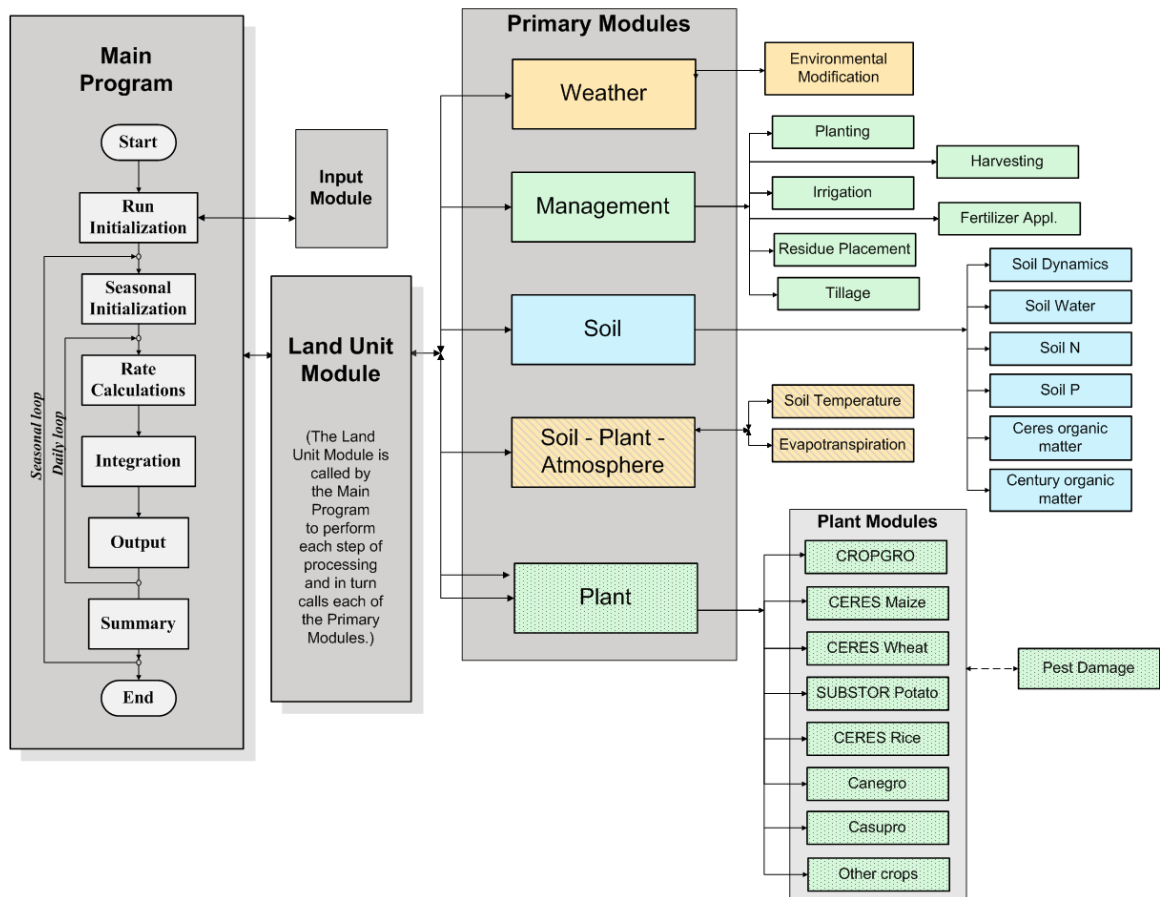 Main
Program
Start
Run
Initialization
Seasonal
Initialization
Rate
Calculations
Integration
Output
Summary
End
Seasonal loop
Daily loop
Input
Module
Land Unit
Module
(The Land
Unit Module is
called by
the Main
Program
to perform
each step of
processing
and in turn
calls each of
the Primary
Modules.)
Primary Modules
Weather
Management
Soil
Soil - Plant -
Atmosphere
Plant
Environmental
Modification
Planting
Harvesting
Irrigation
Fertilizer Appl.
Residue Placement
Tillage
Soil Dynamics
Soil Water
Soil N
Soil P
Ceres organic
matter
Century organic
matter
Soil Temperature
Evapotranspiration
Plant Modules
CROPGRO
CERES Maize
CERES Wheat
SUBSTOR Potato
CERES Rice
Canegro
Casupro
Other crops
Pest Damage